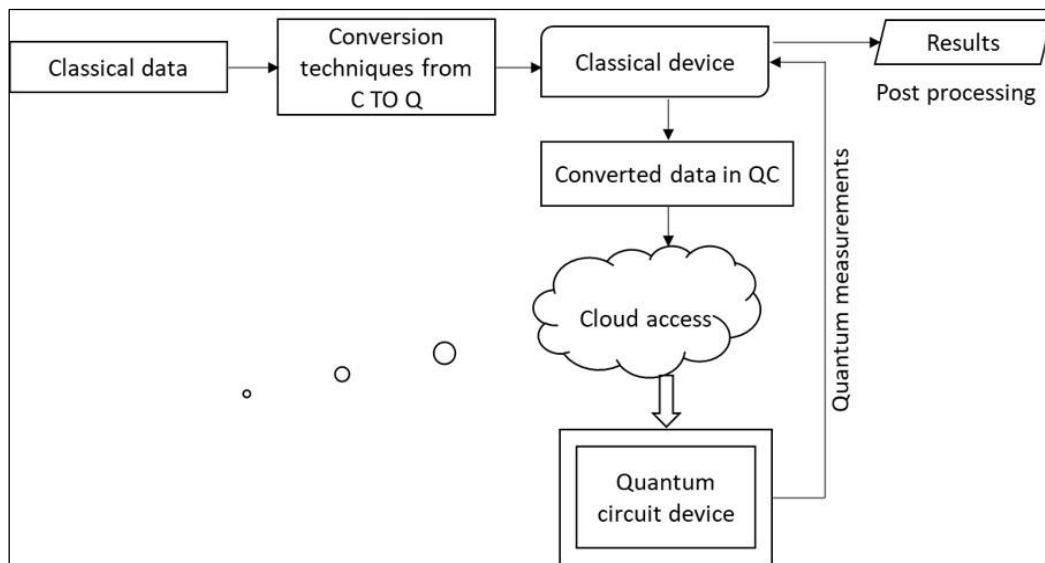 Classical data
Conversion
techniques from
C TO Q
Classical device
Results
Post processing
Converted data in QC
Cloud access
Quantum measurements
Quantum
circuit device